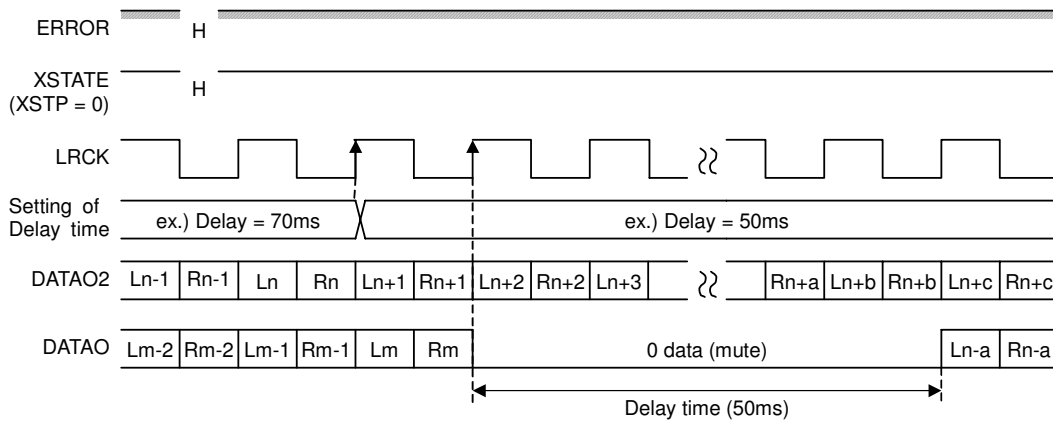 ERROR
H
XSTATE
(XSTP = 0)
H
LRCK
Setting of
Delay time
ex.) Delay = 70ms
ex.) Delay = 50ms
DATAO2
Ln-1 Rn-1 Ln Rn Ln+1 Rn+1 Ln+2 Rn+2 Ln+3 Rn+a Ln+b Rn+b Ln+c Rn+c
DATAO
Lm-2 Rm-2 Lm-1 Rm-1 Lm Rm 0 data (mute) Ln-a Rn-a
Delay time (50ms)